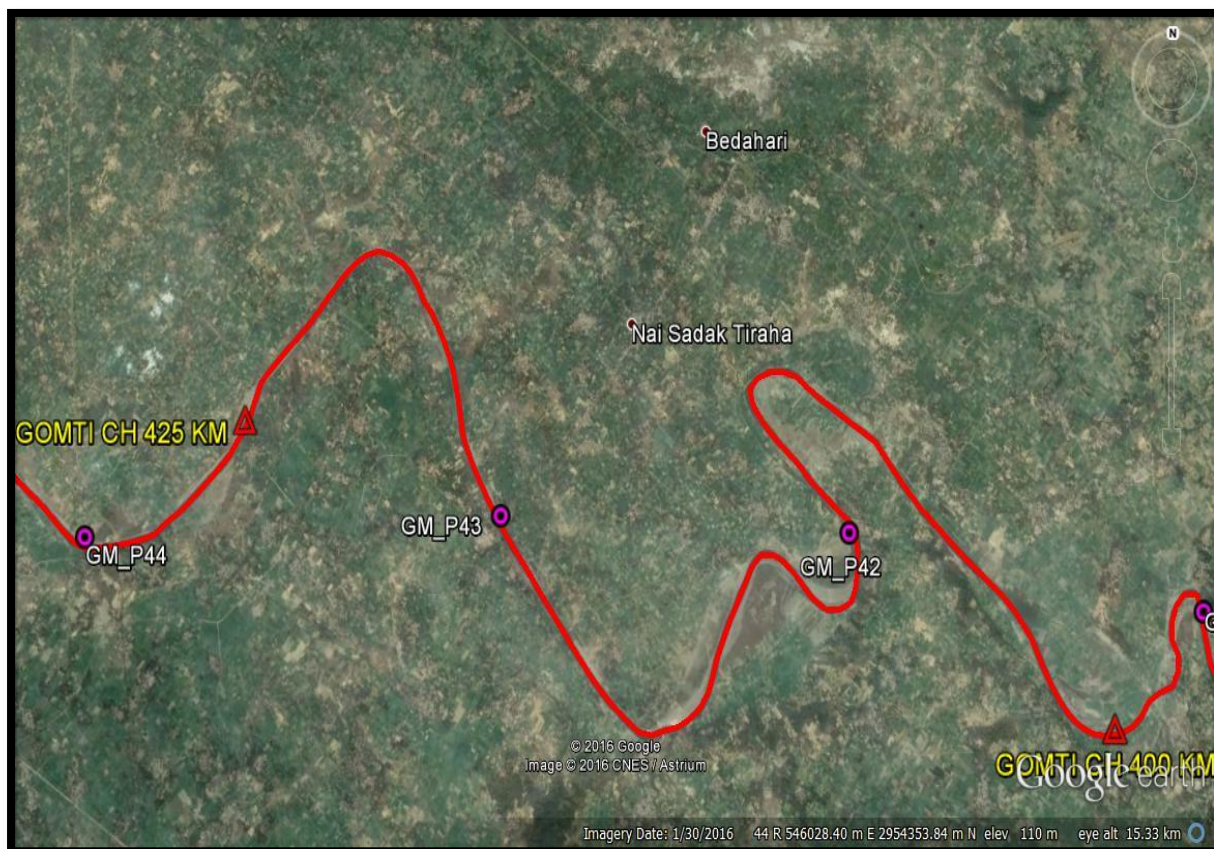 N
Bedahari
Nai Sadak Tiraha
GOMTI CH 425 KM
GM_P43
GM_P44
GM_P42
G
© 2016 Google
Image © 2016 CNES / Astrium
GOMTI CH 400 KM
Google earth
Imagery Date: 1/30/2016 44 R 546028.40 m E 2954353.84 m N elev 110 m eye alt 15.33 km